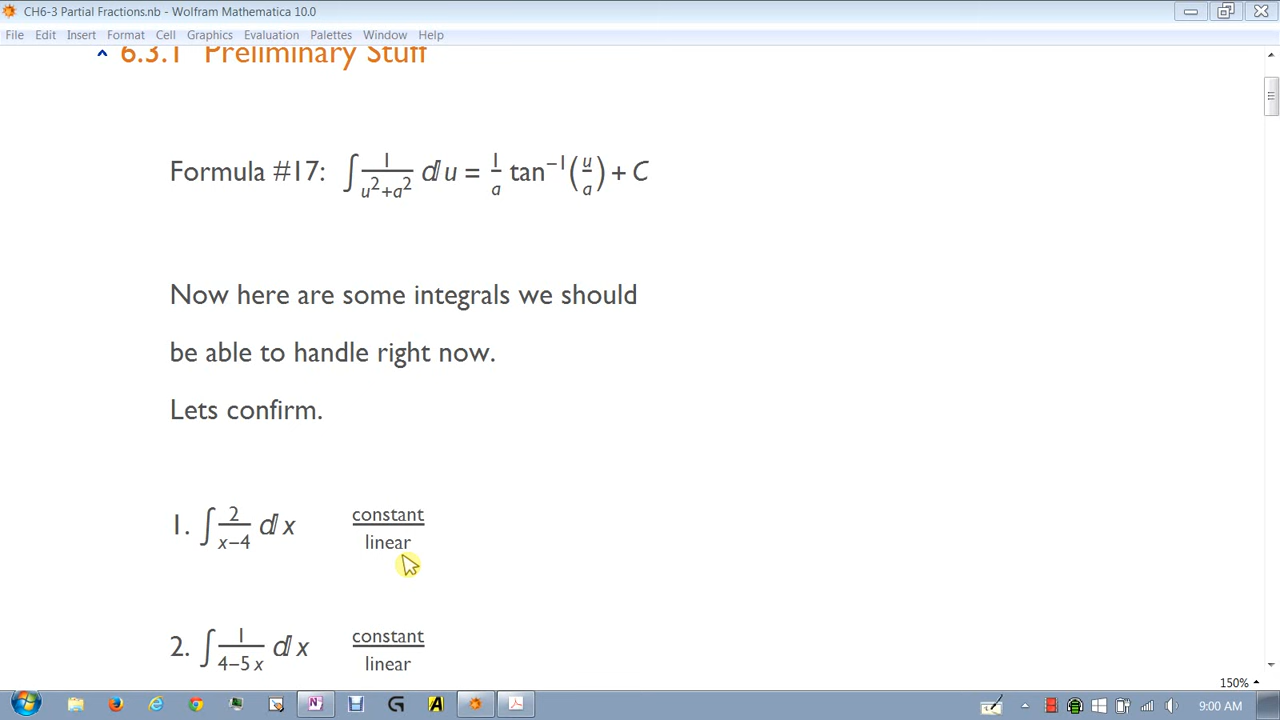 CH6-3 Partial Fractions.nb - Wolfram Mathematica 10.0
File Edit Insert Format Cell Graphics Evaluation Palettes Window Help
6.3.1 Preliminary Stuff
Formula #17: ∫ 1/(u²+a²) ⅆu = 1/a tan⁻¹(u/a) + C
Now here are some integrals we should
be able to handle right now.
Lets confirm.
1. ∫ 2/(x−4) ⅆx constant/linear
2. ∫ 1/(4−5x) ⅆx constant/linear
150%
9:00 AM